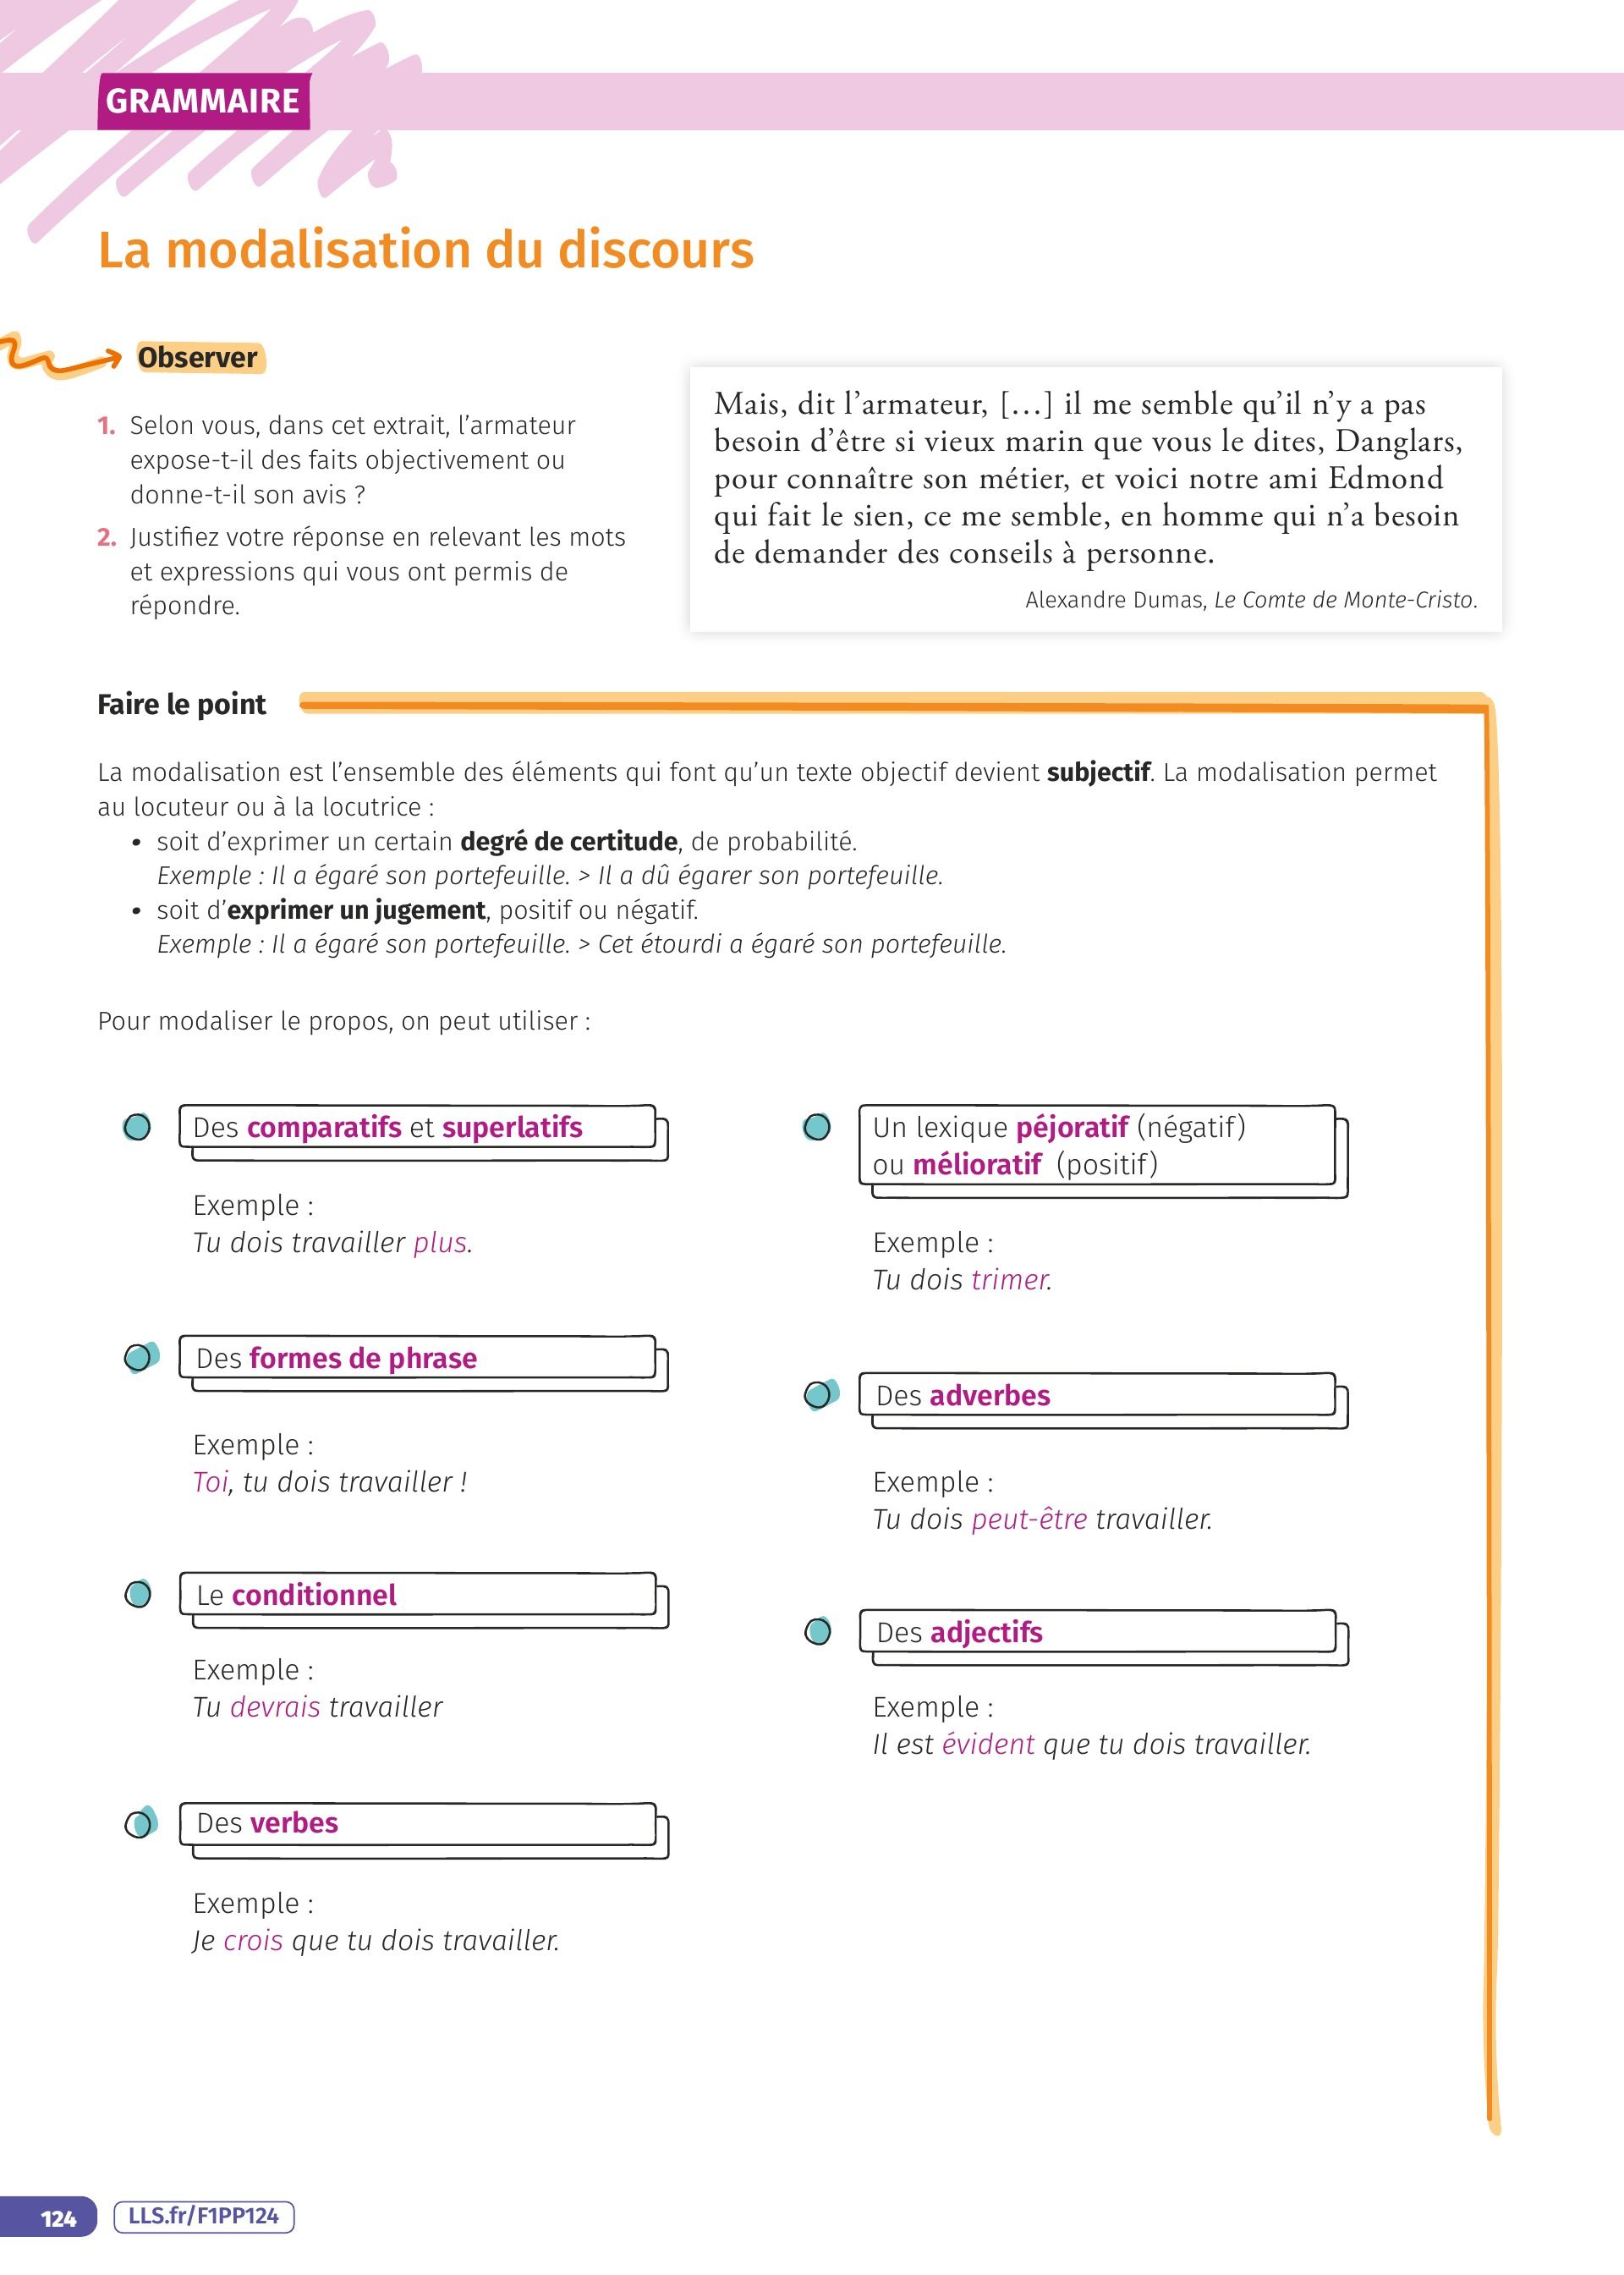 GRAMMAIRE
La modalisation du discours
Observer
1. Selon vous, dans cet extrait, l’armateur
expose-t-il des faits objectivement ou
donne-t-il son avis ?
2. Justifiez votre réponse en relevant les mots
et expressions qui vous ont permis de
répondre.
Mais, dit l’armateur, […] il me semble qu’il n’y a pas
besoin d’être si vieux marin que vous le dites, Danglars,
pour connaître son métier, et voici notre ami Edmond
qui fait le sien, ce me semble, en homme qui n’a besoin
de demander des conseils à personne.
Alexandre Dumas, Le Comte de Monte-Cristo.
Faire le point
La modalisation est l’ensemble des éléments qui font qu’un texte objectif devient subjectif. La modalisation permet
au locuteur ou à la locutrice :
• soit d’exprimer un certain degré de certitude, de probabilité.
Exemple : Il a égaré son portefeuille. > Il a dû égarer son portefeuille.
• soit d’exprimer un jugement, positif ou négatif.
Exemple : Il a égaré son portefeuille. > Cet étourdi a égaré son portefeuille.
Pour modaliser le propos, on peut utiliser :
Des comparatifs et superlatifs
Exemple :
Tu dois travailler plus.
Des formes de phrase
Exemple :
Toi, tu dois travailler !
Le conditionnel
Exemple :
Tu devrais travailler
Des verbes
Exemple :
Je crois que tu dois travailler.
Un lexique péjoratif (négatif)
ou mélioratif (positif)
Exemple :
Tu dois trimer.
Des adverbes
Exemple :
Tu dois peut-être travailler.
Des adjectifs
Exemple :
Il est évident que tu dois travailler.
124
LLS.fr/F1PP124